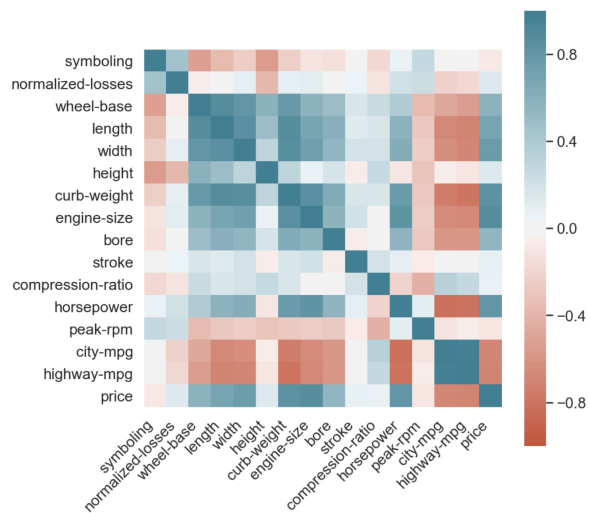 symboling
normalized-losses
wheel-base
length
width
height
curb-weight
engine-size
bore
stroke
compression-ratio
horsepower
peak-rpm
city-mpg
highway-mpg
price
symboling
normalized-losses
wheel-base
length
width
height
curb-weight
engine-size
bore
stroke
compression-ratio
horsepower
peak-rpm
city-mpg
highway-mpg
price
0.8
0.4
0.0
−0.4
−0.8